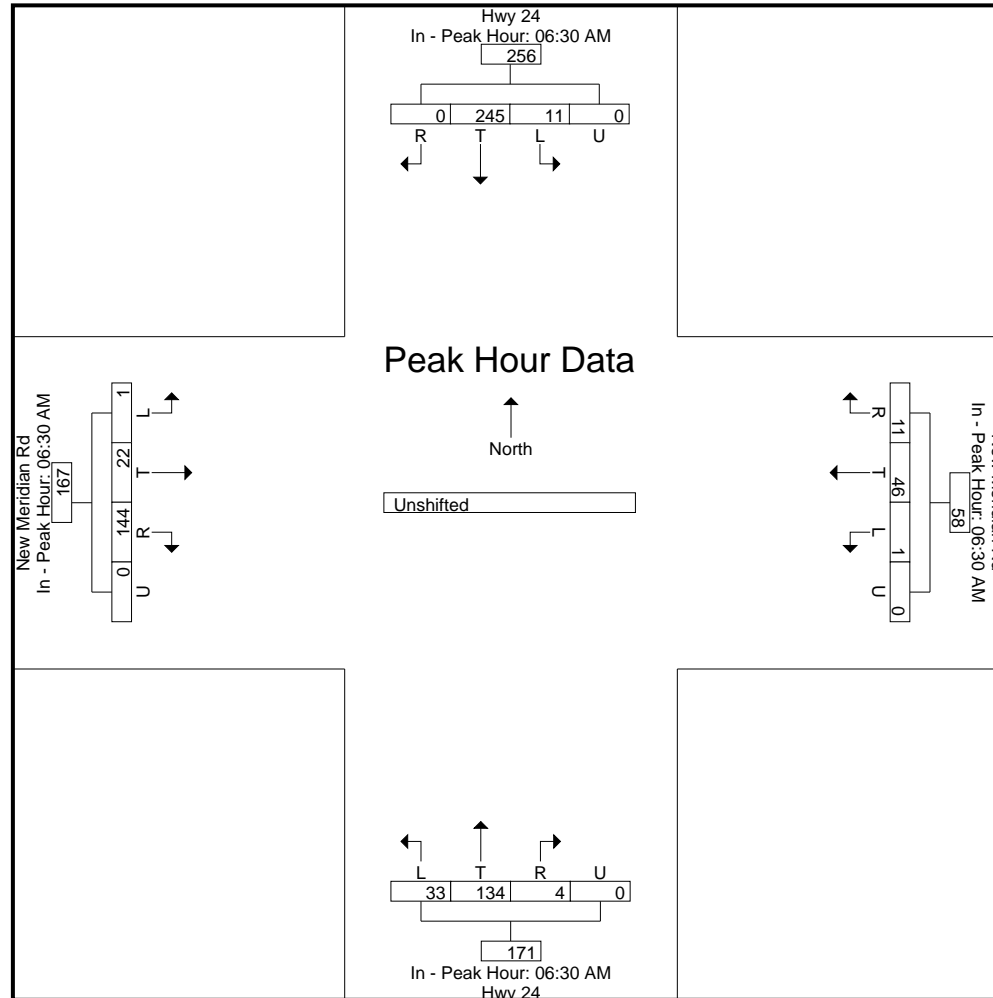 Hwy 24
In - Peak Hour: 06:30 AM
256
0 245 11 0
R T L U
Peak Hour Data
North
Unshifted
New Meridian Rd
In - Peak Hour: 06:30 AM
167
1 22 144 0
L T R U
In - Peak Hour: 06:30 AM
58
11 46 1 0
R T L U
L T R U
33 134 4 0
171
In - Peak Hour: 06:30 AM
Hwy 24